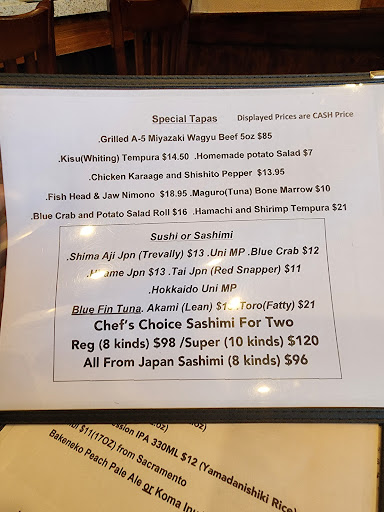 Special Tapas Displayed Prices are CASH Price
.Grilled A-5 Miyazaki Wagyu Beef 5oz $85
.Kisu(Whiting) Tempura $14.50 .Homemade potato Salad $7
.Chicken Karaage and Shishito Pepper $13.95
.Fish Head & Jaw Nimono $18.95 .Maguro(Tuna) Bone Marrow $10
.Blue Crab and Potato Salad Roll $16 .Hamachi and Shirimp Tempura $21
Sushi or Sashimi
.Shima Aji Jpn (Trevally) $13 .Uni MP .Blue Crab $12
Jpn $13 .Tai Jpn (Red Snapper) $11
.Hokkaido Uni MP
Blue Fin Tuna. Akami (Lean) .Toro(Fatty) $21
Chef's Choice Sashimi For Two
Reg (8 kinds) $98 /Super (10 kinds) $120
All From Japan Sashimi (8 kinds) $96
IPA 330ML $12 (Yamadanishiki Rice)
$11(17OZ) from Sacramento
Bakeneko Peach Pale Ale or Koma